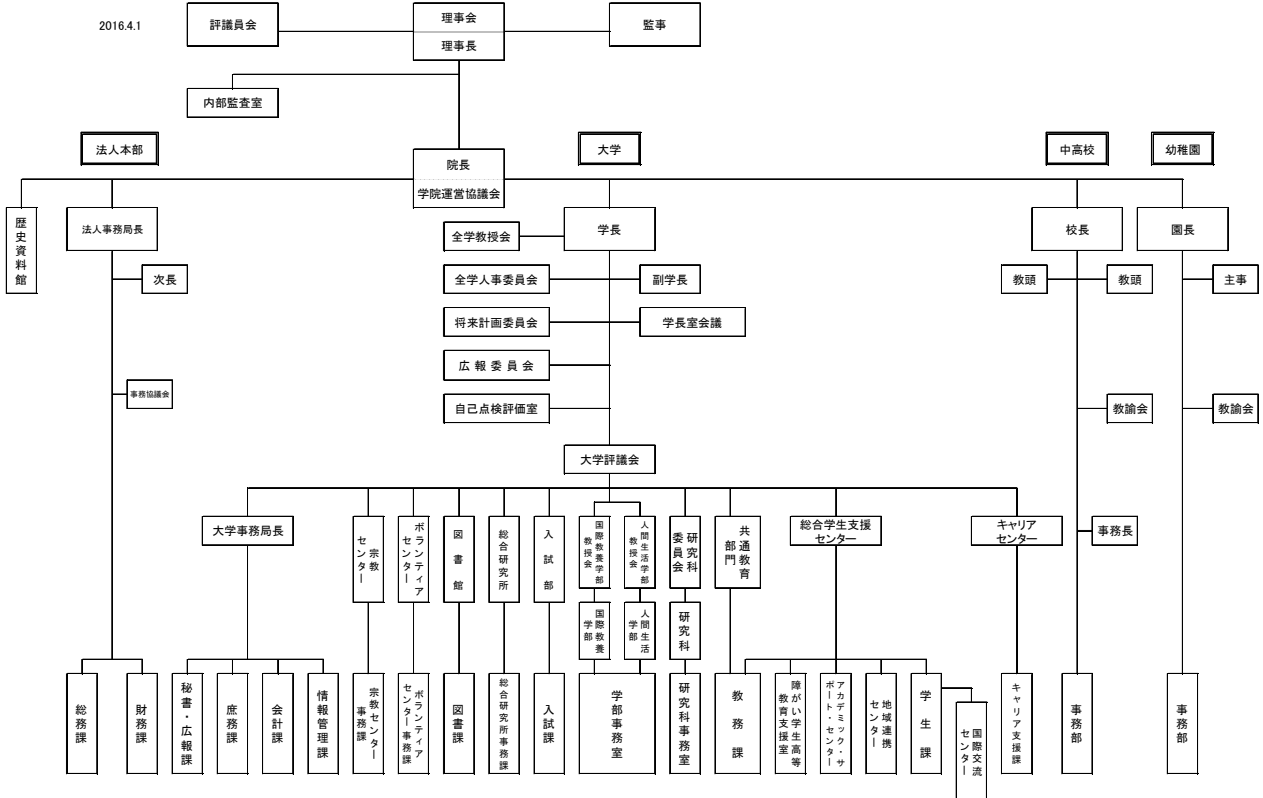 2016.4.1
評議員会
理事会
理事長
監事
内部監査室
法人本部
大学
中高校
幼稚園
院長
学院運営協議会
歴史資料館
法人事務局長
全学教授会
学長
校長
園長
次長
全学人事委員会
副学長
教頭
教頭
主事
将来計画委員会
学長室会議
広報委員会
事務協議会
自己点検評価室
教諭会
教諭会
大学評議会
大学事務局長
宗教
センター
ボランティア
センター
図書館
総合研究所
入試部
国際教養学部
教授会
人間生活学部
教授会
研究科
委員会
共通教育
部門
総合学生支援
センター
キャリア
センター
事務長
国際教養
学部
人間生活
学部
研究科
総務課
財務課
秘書・広報課
庶務課
会計課
情報管理課
宗教センター
事務課
ボランティア
センター事務課
図書課
総合研究所事務課
入試課
学部事務室
研究科事務室
教務課
障がい学生高等
教育支援室
アカデミック・サ
ポート・センター
地域連携
センター
学生課
国際交流
センター
キャリア支援課
事務部
事務部